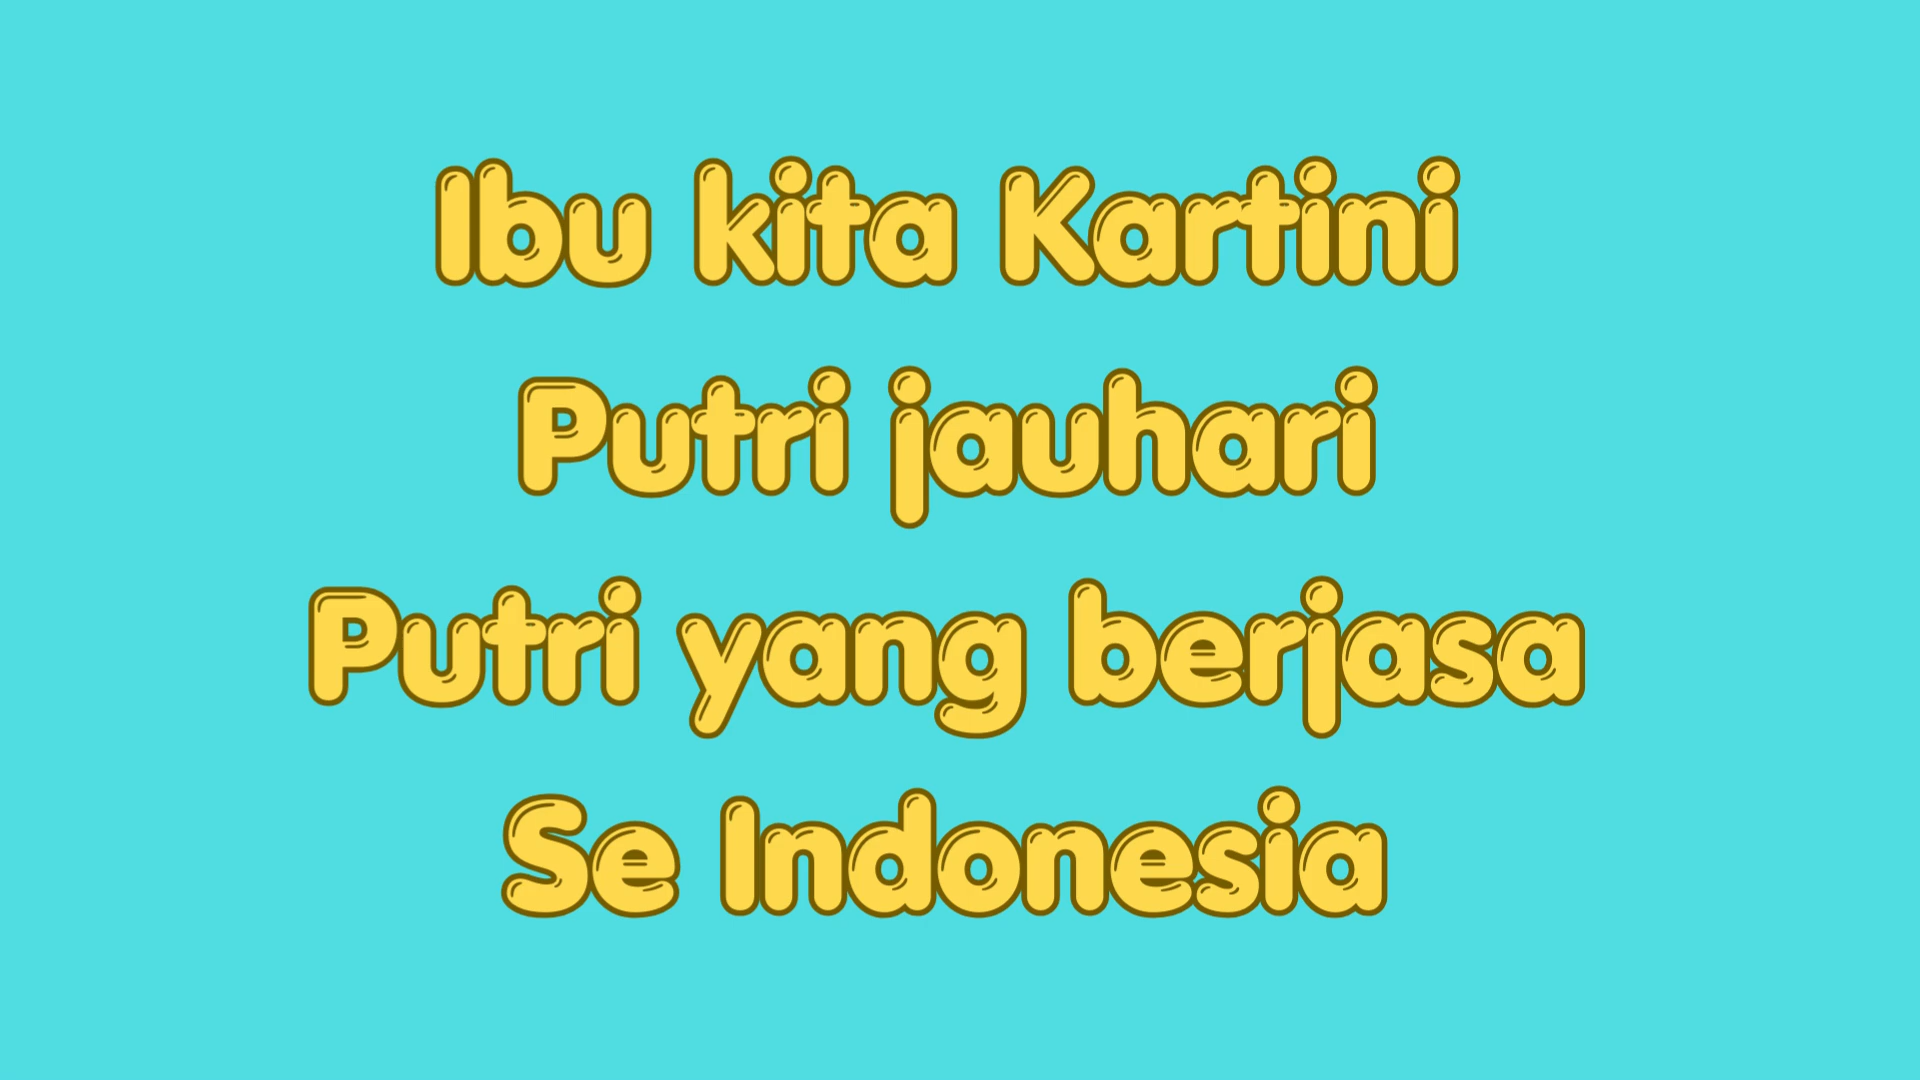 Ibu kita Kartini
Putri jauhari
Putri yang berjasa
Se Indonesia